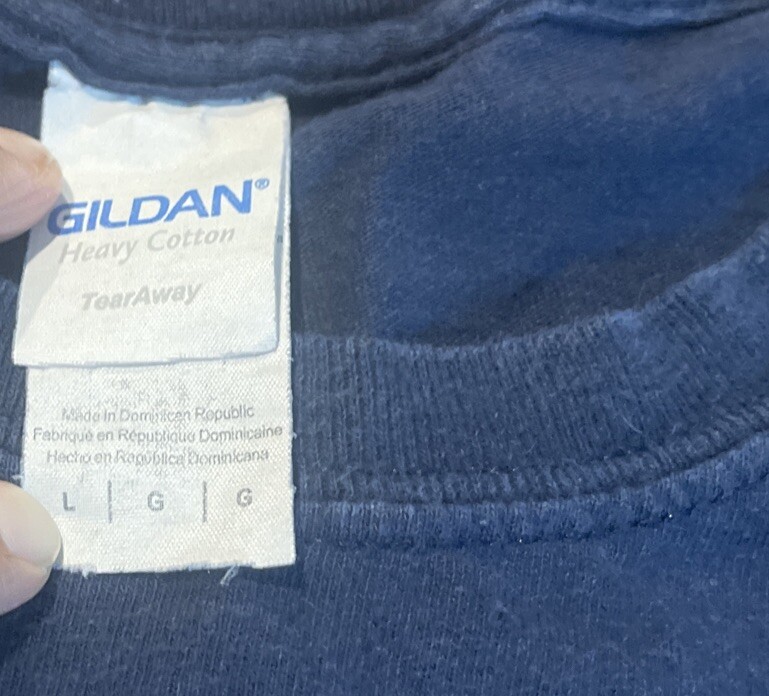 GILDAN®
Heavy Cotton
TearAway
Made in Dominican Republic
Fabriqué en République Dominicaine
Hecho en República Dominicana
L | G | G